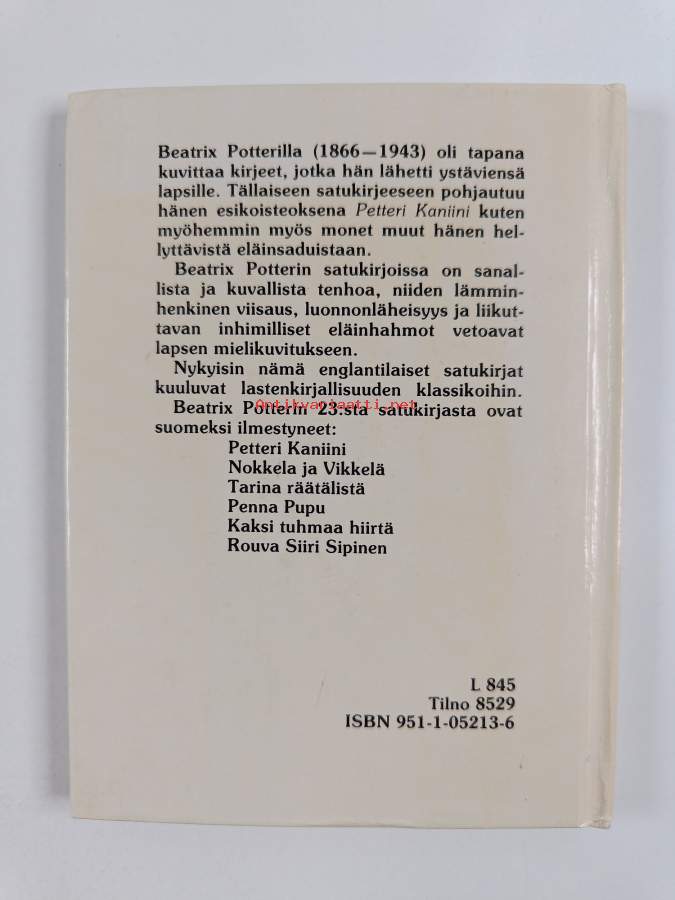 Beatrix Potterilla (1866—1943) oli tapana
kuvittaa kirjeet, jotka hän lähetti ystäviensä
lapsille. Tällaiseen satukirjeeseen pohjautuu
hänen esikoisteoksena Petteri Kaniini kuten
myöhemmin myös monet muut hänen hel-
lyttävistä eläinsaduistaan.
Beatrix Potterin satukirjoissa on sanal-
lista ja kuvallista tenhoa, niiden lämmin-
henkinen viisaus, luonnonläheisyys ja liikut-
tavan inhimilliset eläinhahmot vetoavat
lapsen mielikuvitukseen.
Nykyisin nämä englantilaiset satukirjat
kuuluvat lastenkirjallisuuden klassikoihin.
Antikvariaatti.net
Beatrix Potterin 23:sta satukirjasta ovat
suomeksi ilmestyneet:
Petteri Kaniini
Nokkela ja Vikkelä
Tarina räätälistä
Penna Pupu
Kaksi tuhmaa hiirtä
Rouva Siiri Sipinen
L 845
Tilno 8529
ISBN 951-1-05213-6